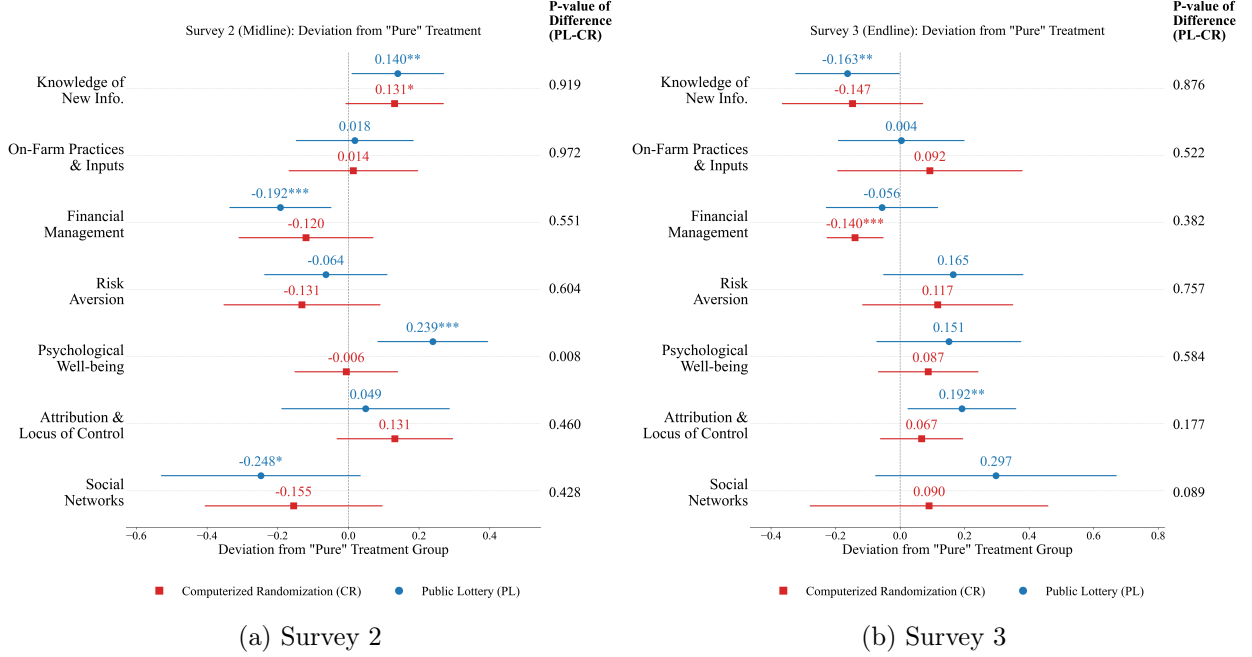 Survey 2 (Midline): Deviation from "Pure" Treatment
P-value of
Difference
(PL-CR)
Knowledge of
New Info.
0.140**
0.131*
0.919
On-Farm Practices
& Inputs
0.018
0.014
0.972
Financial
Management
-0.192***
-0.120
0.551
Risk
Aversion
-0.064
-0.131
0.604
Psychological
Well-being
0.239***
-0.006
0.008
Attribution &
Locus of Control
0.049
0.131
0.460
Social
Networks
-0.248*
-0.155
0.428
−0.6 −0.4 −0.2 0.0 0.2 0.4
Deviation from "Pure" Treatment Group
Computerized Randomization (CR) Public Lottery (PL)
(a) Survey 2
Survey 3 (Endline): Deviation from "Pure" Treatment
P-value of
Difference
(PL-CR)
Knowledge of
New Info.
-0.163**
-0.147
0.876
On-Farm Practices
& Inputs
0.004
0.092
0.522
Financial
Management
-0.056
-0.140***
0.382
Risk
Aversion
0.165
0.117
0.757
Psychological
Well-being
0.151
0.087
0.584
Attribution &
Locus of Control
0.192**
0.067
0.177
Social
Networks
0.297
0.090
0.089
−0.4 −0.2 0.0 0.2 0.4 0.6 0.8
Deviation from "Pure" Treatment Group
Computerized Randomization (CR) Public Lottery (PL)
(b) Survey 3